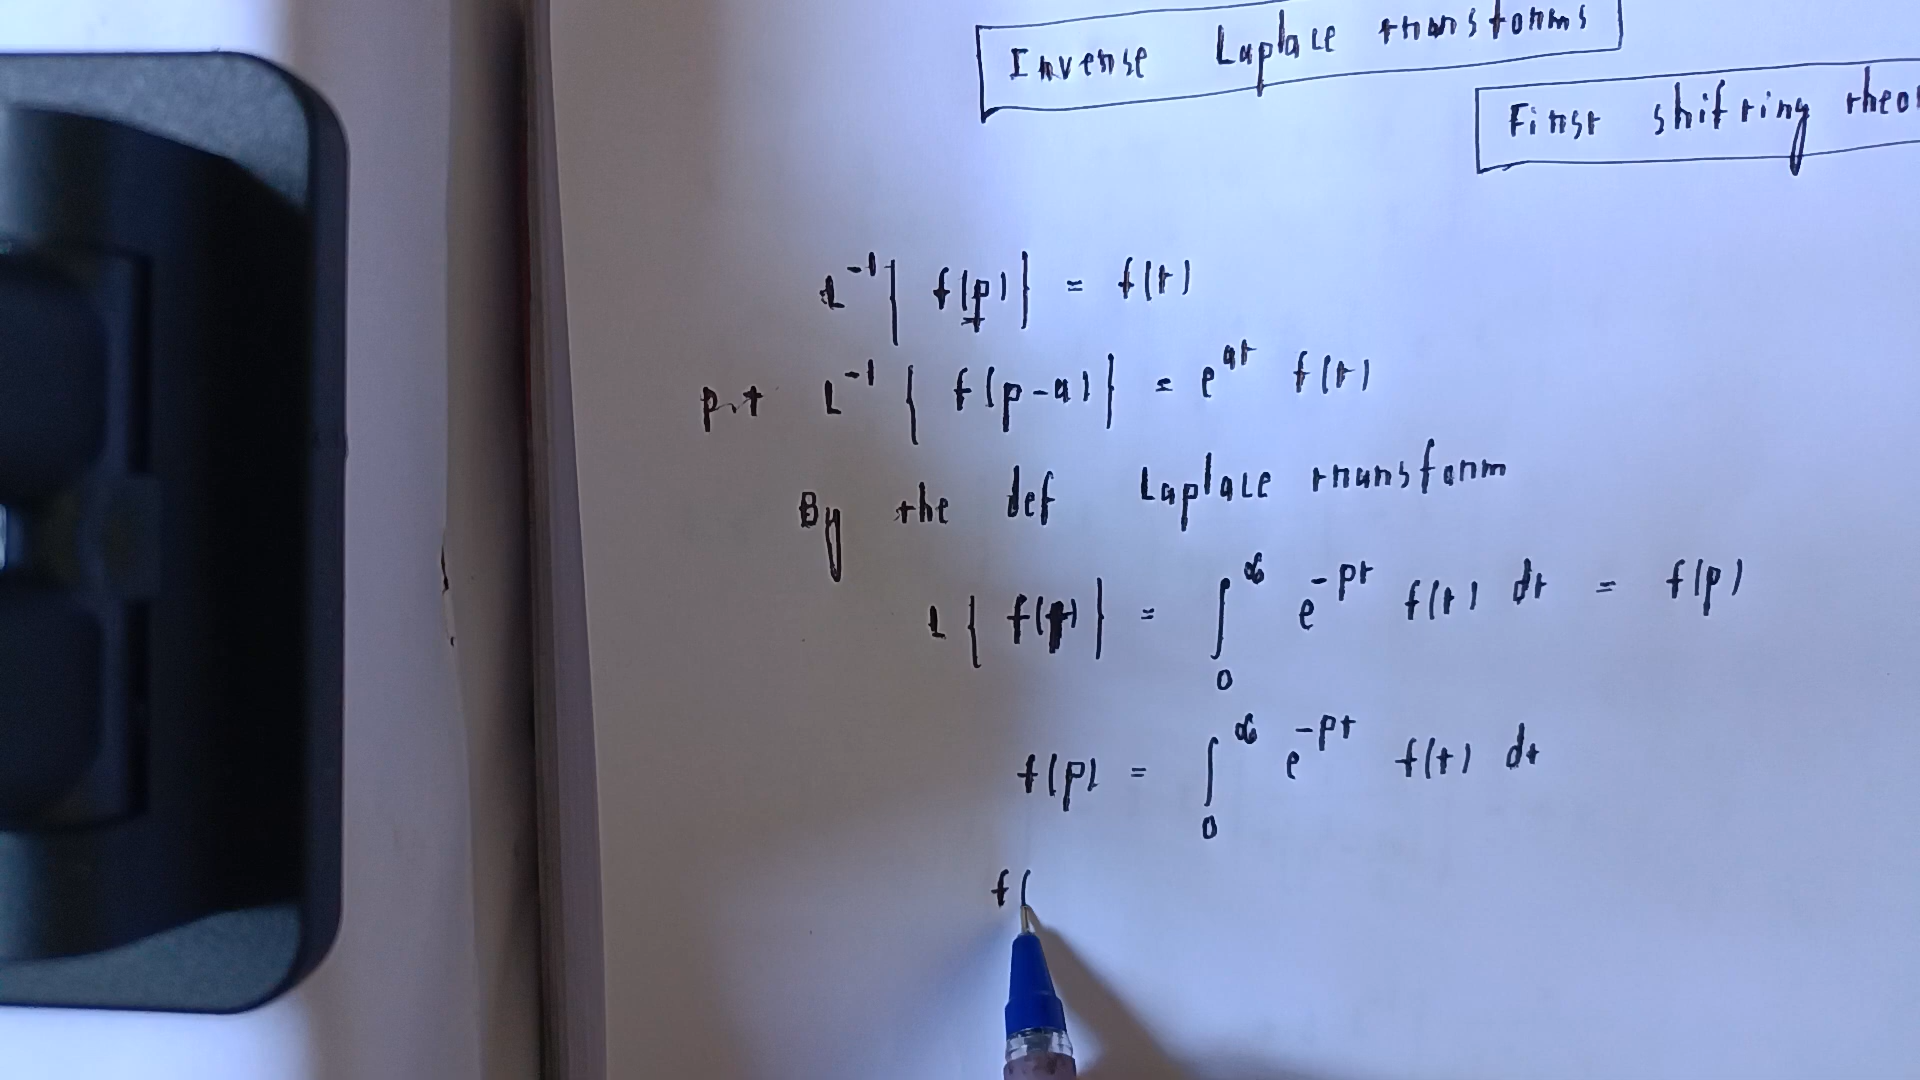 Inverse Laplace transforms
First shifting theo
L⁻¹{ f(p) } = f(t)
P.t L⁻¹ { f(p-a) } = e^at f(t)
By the def Laplace transform
L { f(t) } = ∫₀^∞ e^-pt f(t) dt = f(p)
f(p) = ∫₀^∞ e^-pt f(t) dt
f(